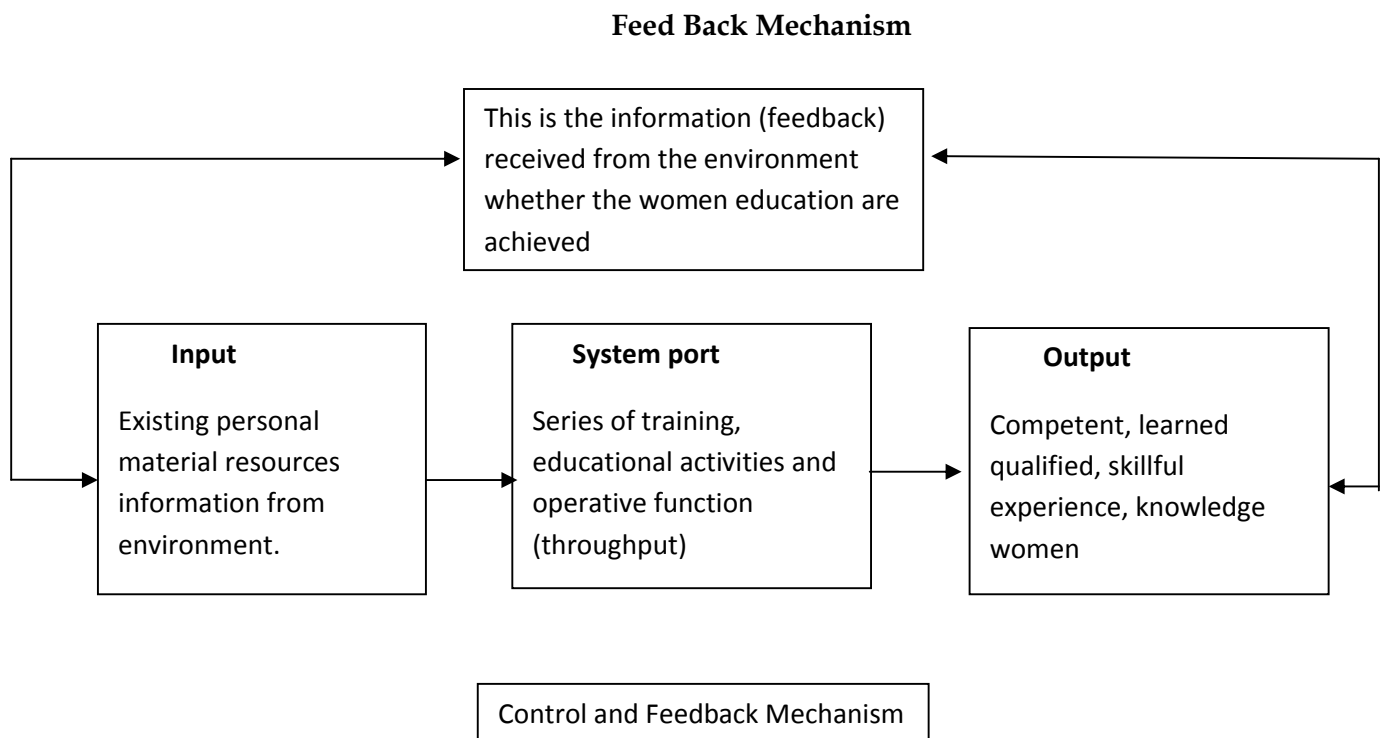 Feed Back Mechanism
This is the information (feedback)
received from the environment
whether the women education are
achieved
Input
Existing personal
material resources
information from
environment.
System port
Series of training,
educational activities and
operative function
(throughput)
Output
Competent, learned
qualified, skillful
experience, knowledge
women
Control and Feedback Mechanism